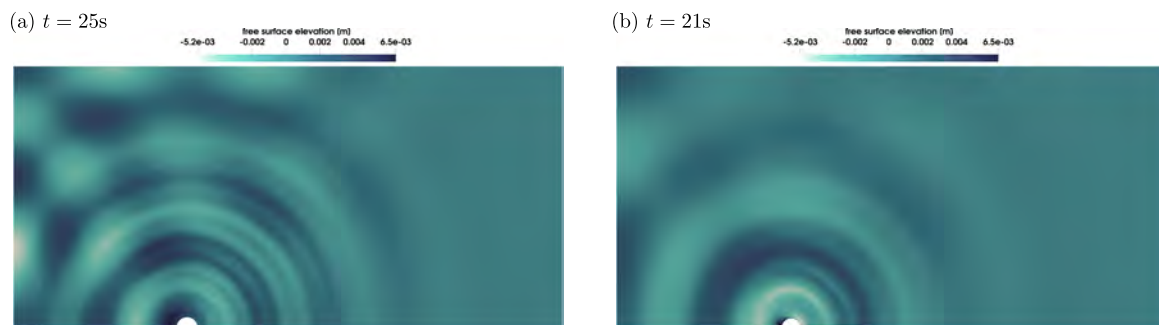 (a) t = 25s
free surface elevation (m)
-5.2e-03 -0.002 0 0.002 0.004 6.5e-03
(b) t = 21s
free surface elevation (m)
-5.2e-03 -0.002 0 0.002 0.004 6.5e-03